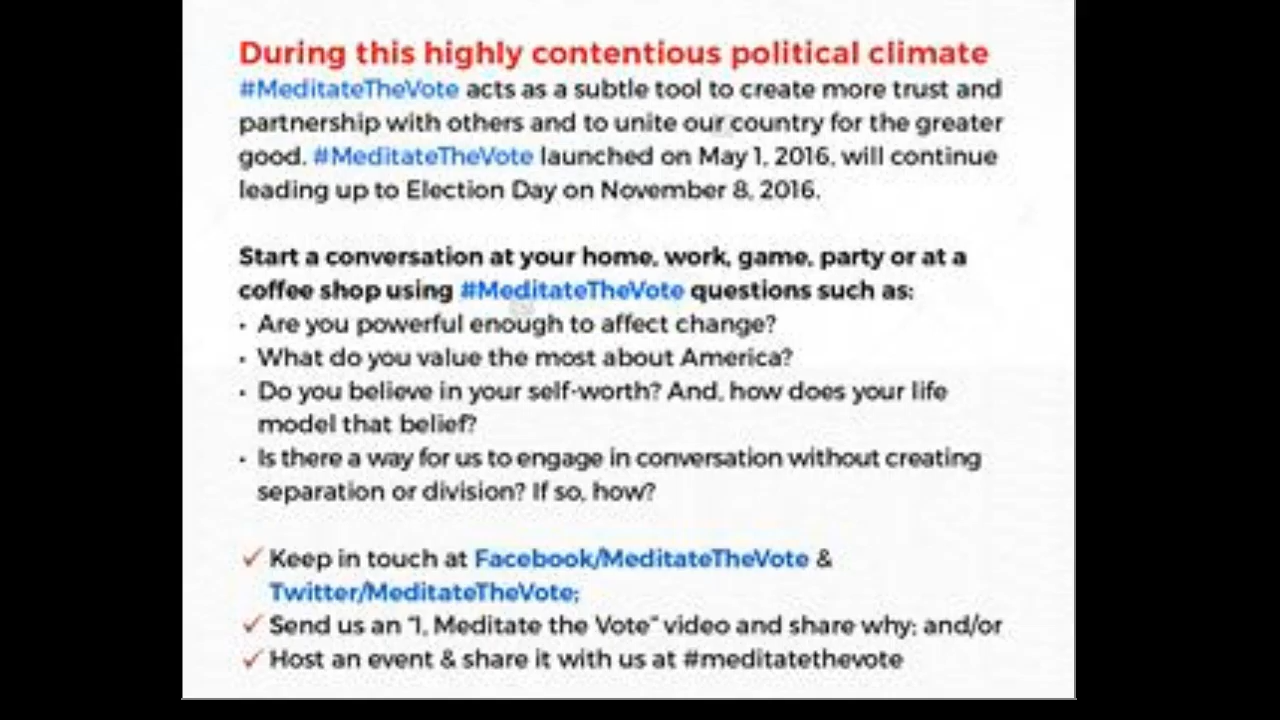 During this highly contentious political climate
#MeditateTheVote acts as a subtle tool to create more trust and
partnership with others and to unite our country for the greater
good. #MeditateTheVote launched on May 1, 2016, will continue
leading up to Election Day on November 8, 2016.
Start a conversation at your home, work, game, party or at a
coffee shop using #MeditateTheVote questions such as:
• Are you powerful enough to affect change?
• What do you value the most about America?
• Do you believe in your self-worth? And, how does your life
model that belief?
• Is there a way for us to engage in conversation without creating
separation or division? If so, how?
✓ Keep in touch at Facebook/MeditateTheVote &
Twitter/MeditateTheVote;
✓ Send us an "I, Meditate the Vote" video and share why; and/or
✓ Host an event & share it with us at #meditatethevote